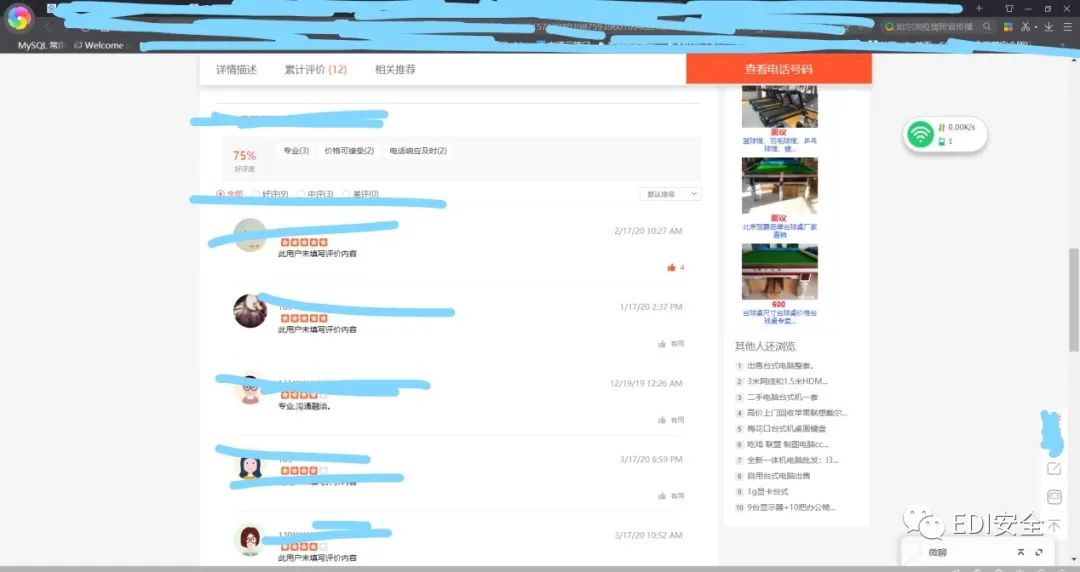 哈尔滨疫情跨省传播
MySQL 常用
Welcome
详情描述 累计评价 (12) 相关推荐
查看电话号码
75%
好评度
专业(3) 价格可接受(2) 电话响应及时(2)
全部 好评(9) 中评(3) 差评(0)
默认排序
2/17/20 10:27 AM
此用户未填写评价内容
4
1/17/20 2:37 PM
此用户未填写评价内容
有用
12/19/19 12:26 AM
专业,沟通融洽。
有用
3/17/20 6:59 PM
有用
3/17/20 10:52 AM
此用户未填写评价内容
面议
篮球馆、羽毛球馆、乒乓
球馆、健...
面议
北京冠爵品牌台球桌厂家
直销
600
台球桌尺寸台球桌价格台
球桌专卖...
其他人还浏览
1 出售台式电脑整套。
2 3米网线和1.5米HDM...
3 二手电脑台式机一套
4 高价上门回收苹果联想戴尔...
5 梅花口台式机桌面键盘
6 吃鸡 联盟 制图电脑cc...
7 全新一体机电脑批发：I3...
8 自用台式电脑出售
9 1g显卡台式
10 9台显示器+10把办公椅...
0.00K/s
1
EDI安全
微聊